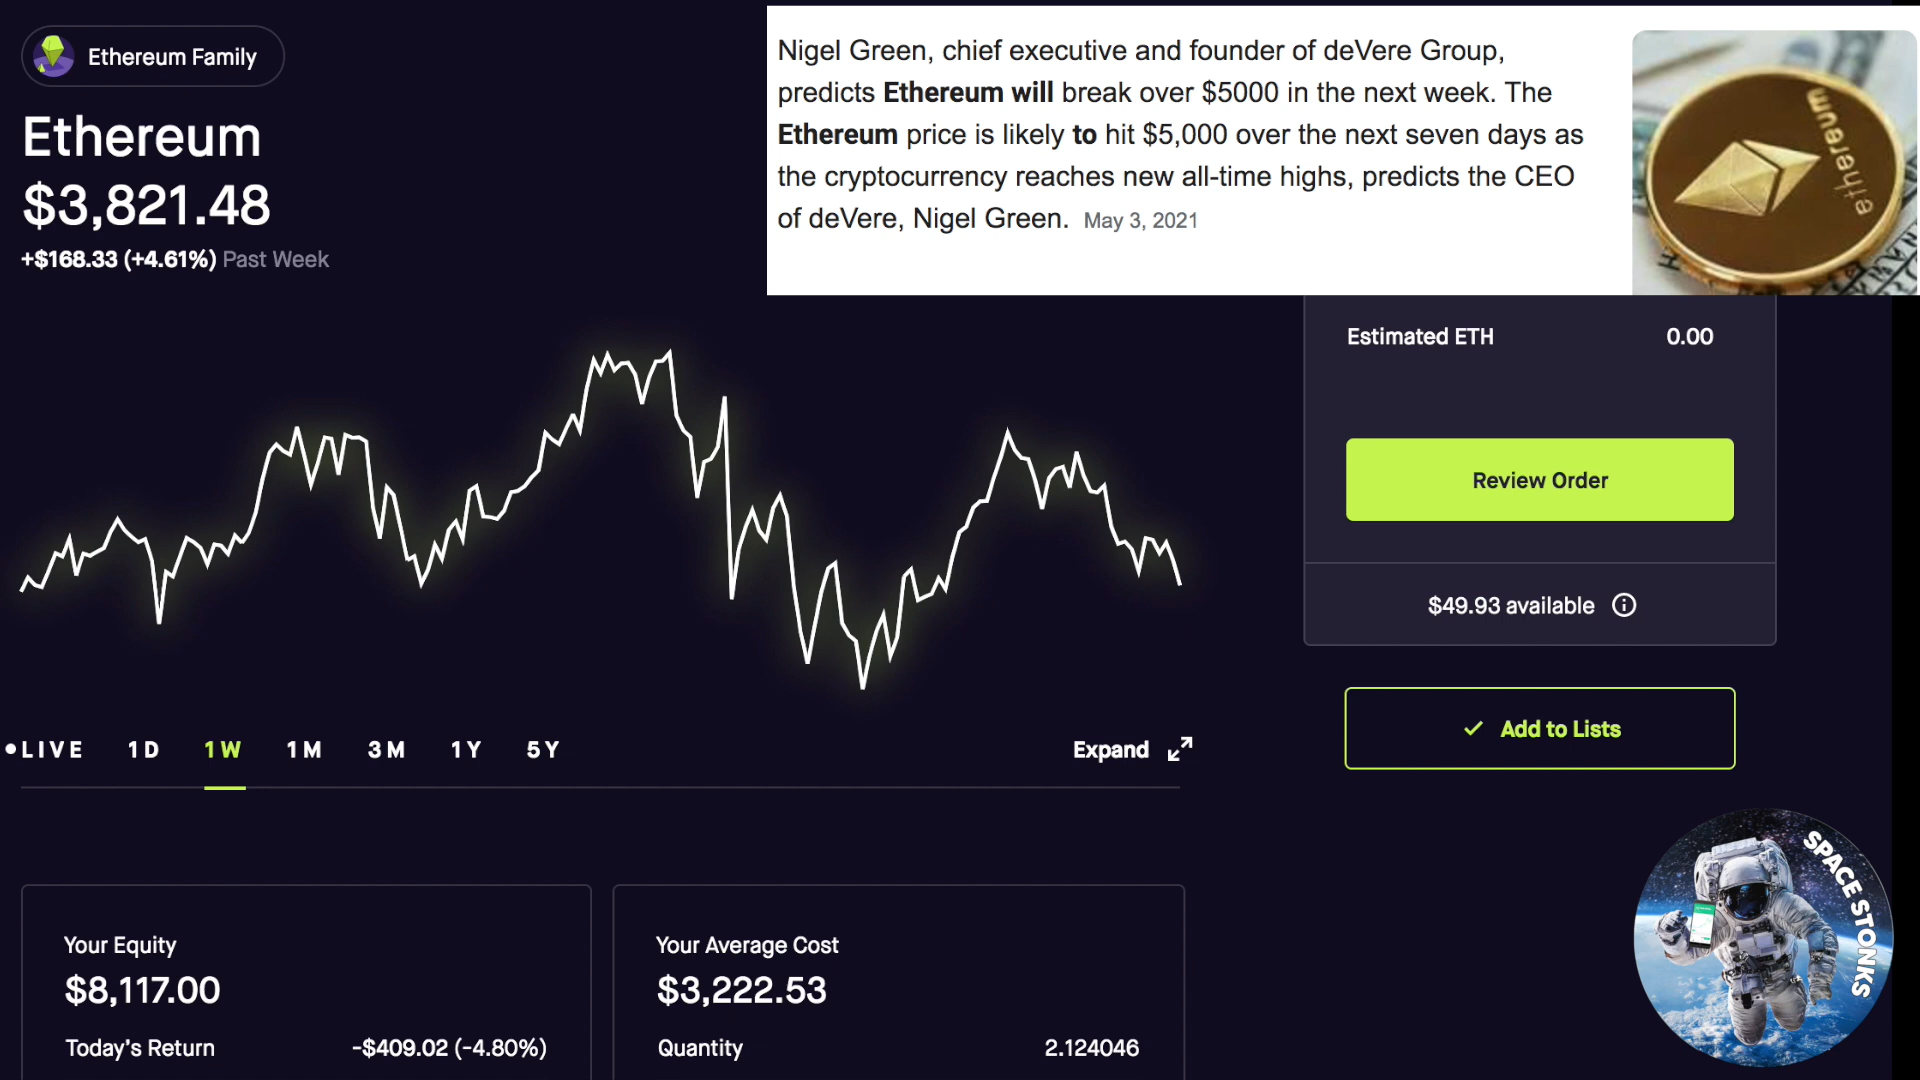 Ethereum Family
Ethereum
$3,821.48
+$168.33 (+4.61%) Past Week
Nigel Green, chief executive and founder of deVere Group,
predicts Ethereum will break over $5000 in the next week. The
Ethereum price is likely to hit $5,000 over the next seven days as
the cryptocurrency reaches new all-time highs, predicts the CEO
of deVere, Nigel Green. May 3, 2021
ethereum
Estimated ETH 0.00
Review Order
$49.93 available
Add to Lists
LIVE 1D 1W 1M 3M 1Y 5Y
Expand
Your Equity
$8,117.00
Today's Return -$409.02 (-4.80%)
Your Average Cost
$3,222.53
Quantity 2.124046
SPACE STONKS